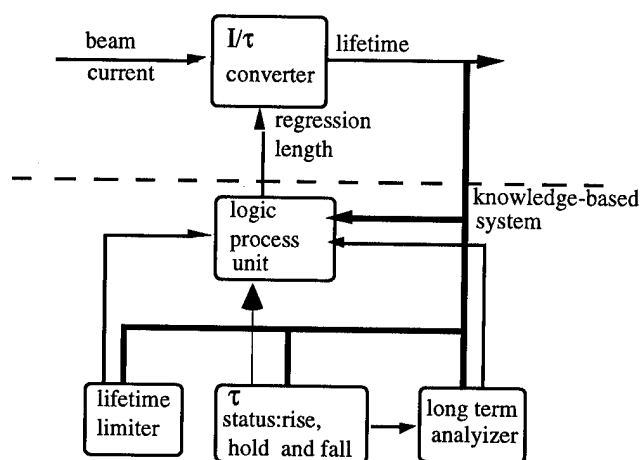 beam
current
I/τ
converter
lifetime
regression
length
knowledge-based
system
logic
process
unit
lifetime
limiter
τ
status:rise,
hold and fall
long term
analyizer